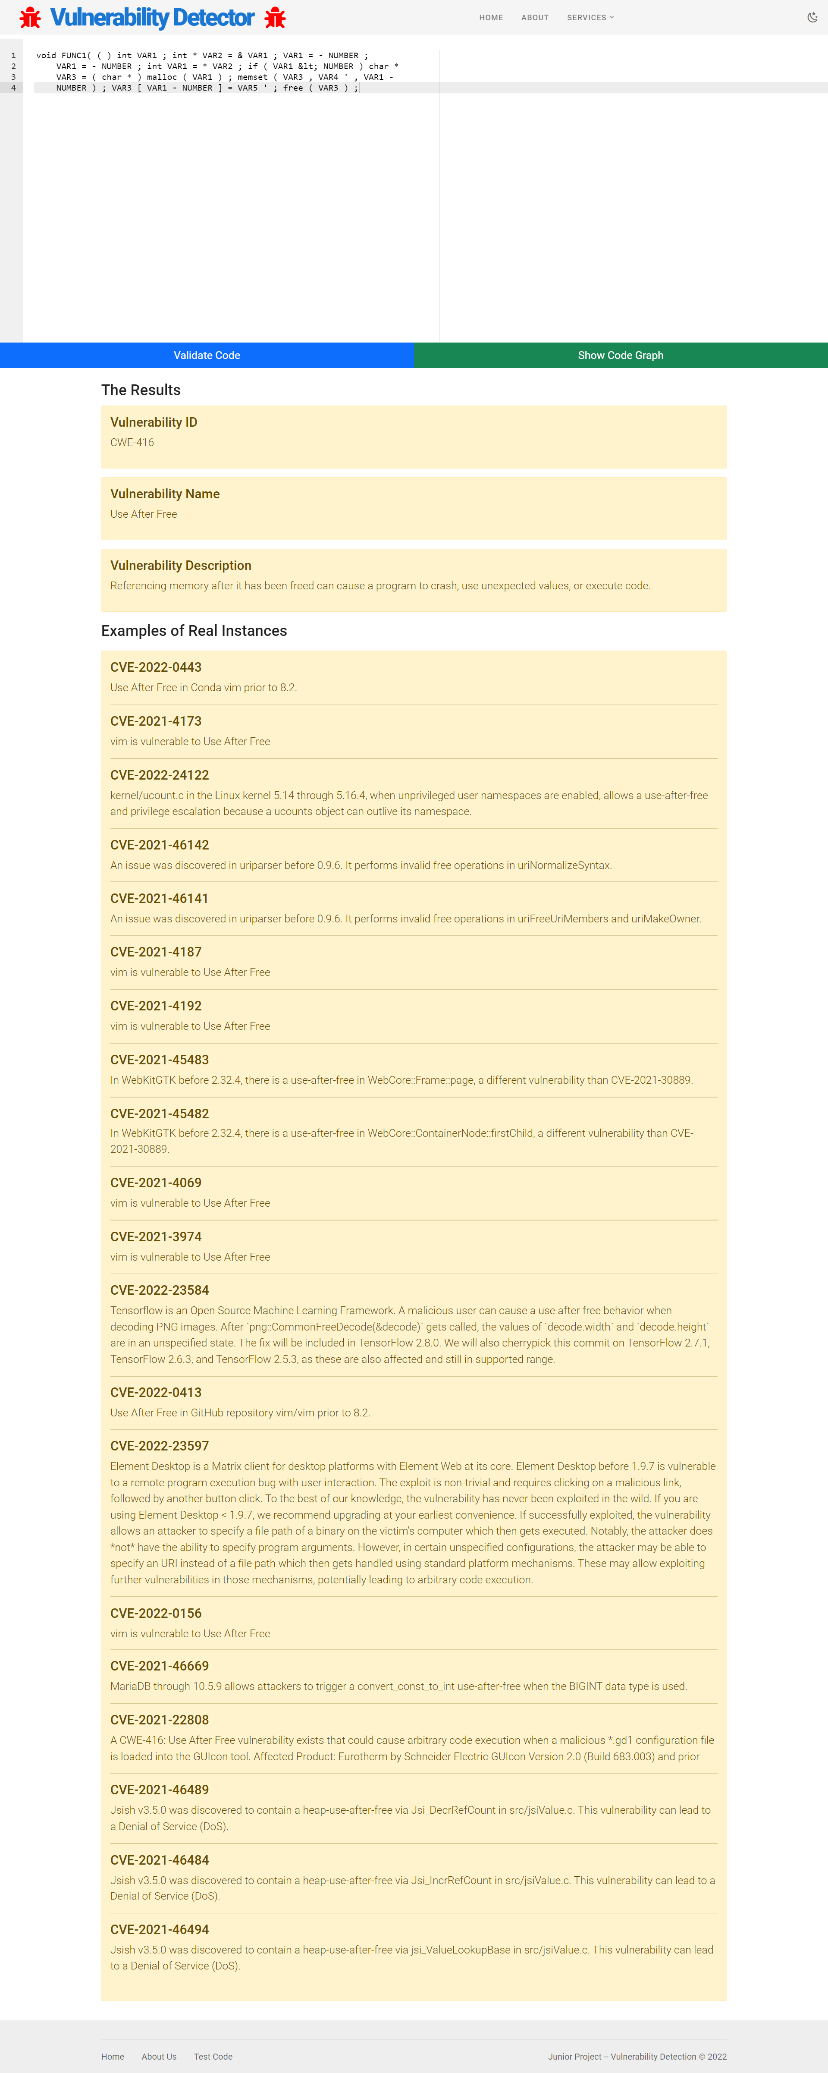 Vulnerability Detector
HOME ABOUT SERVICES
1 void FUNC1( ( ) int VAR1 ; int * VAR2 = & VAR1 ; VAR1 = - NUMBER ;
2 VAR1 = - NUMBER ; int VAR1 = * VAR2 ; if ( VAR1 &lt; NUMBER ) char *
3 VAR3 = ( char * ) malloc ( VAR1 ) ; memset ( VAR3 , VAR4 ' , VAR1 -
4 NUMBER ) ; VAR3 [ VAR1 - NUMBER ] = VAR5 ' ; free ( VAR3 ) ;
Validate Code Show Code Graph
The Results
Vulnerability ID
CWE-416
Vulnerability Name
Use After Free
Vulnerability Description
Referencing memory after it has been freed can cause a program to crash, use unexpected values, or execute code.
Examples of Real Instances
CVE-2022-0443
Use After Free in Conda vim prior to 8.2.
CVE-2021-4173
vim is vulnerable to Use After Free
CVE-2022-24122
kernel/ucount.c in the Linux kernel 5.14 through 5.16.4, when unprivileged user namespaces are enabled, allows a use-after-free
and privilege escalation because a ucounts object can outlive its namespace.
CVE-2021-46142
An issue was discovered in uriparser before 0.9.6. It performs invalid free operations in uriNormalizeSyntax.
CVE-2021-46141
An issue was discovered in uriparser before 0.9.6. It performs invalid free operations in uriFreeUriMembers and uriMakeOwner.
CVE-2021-4187
vim is vulnerable to Use After Free
CVE-2021-4192
vim is vulnerable to Use After Free
CVE-2021-45483
In WebKitGTK before 2.32.4, there is a use-after-free in WebCore::Frame::page, a different vulnerability than CVE-2021-30889.
CVE-2021-45482
In WebKitGTK before 2.32.4, there is a use-after-free in WebCore::ContainerNode::firstChild, a different vulnerability than CVE-
2021-30889.
CVE-2021-4069
vim is vulnerable to Use After Free
CVE-2021-3974
vim is vulnerable to Use After Free
CVE-2022-23584
Tensorflow is an Open Source Machine Learning Framework. A malicious user can cause a use after free behavior when
decoding PNG images. After `png::CommonFreeDecode(&decode)` gets called, the values of `decode.width` and `decode.height`
are in an unspecified state. The fix will be included in TensorFlow 2.8.0. We will also cherrypick this commit on TensorFlow 2.7.1,
TensorFlow 2.6.3, and TensorFlow 2.5.3, as these are also affected and still in supported range.
CVE-2022-0413
Use After Free in GitHub repository vim/vim prior to 8.2.
CVE-2022-23597
Element Desktop is a Matrix client for desktop platforms with Element Web at its core. Element Desktop before 1.9.7 is vulnerable
to a remote program execution bug with user interaction. The exploit is non-trivial and requires clicking on a malicious link,
followed by another button click. To the best of our knowledge, the vulnerability has never been exploited in the wild. If you are
using Element Desktop < 1.9.7, we recommend upgrading at your earliest convenience. If successfully exploited, the vulnerability
allows an attacker to specify a file path of a binary on the victim's computer which then gets executed. Notably, the attacker does
*not* have the ability to specify program arguments. However, in certain unspecified configurations, the attacker may be able to
specify an URI instead of a file path which then gets handled using standard platform mechanisms. These may allow exploiting
further vulnerabilities in those mechanisms, potentially leading to arbitrary code execution.
CVE-2022-0156
vim is vulnerable to Use After Free
CVE-2021-46669
MariaDB through 10.5.9 allows attackers to trigger a convert_const_to_int use-after-free when the BIGINT data type is used.
CVE-2021-22808
A CWE-416: Use After Free vulnerability exists that could cause arbitrary code execution when a malicious *.gd1 configuration file
is loaded into the GUIcon tool. Affected Product: Eurotherm by Schneider Electric GUIcon Version 2.0 (Build 683.003) and prior
CVE-2021-46489
Jsish v3.5.0 was discovered to contain a heap-use-after-free via Jsi_DecrRefCount in src/jsiValue.c. This vulnerability can lead to
a Denial of Service (DoS).
CVE-2021-46484
Jsish v3.5.0 was discovered to contain a heap-use-after-free via Jsi_IncrRefCount in src/jsiValue.c. This vulnerability can lead to a
Denial of Service (DoS).
CVE-2021-46494
Jsish v3.5.0 was discovered to contain a heap-use-after-free via jsi_ValueLookupBase in src/jsiValue.c. This vulnerability can lead
to a Denial of Service (DoS).
Home About Us Test Code Junior Project – Vulnerability Detection © 2022